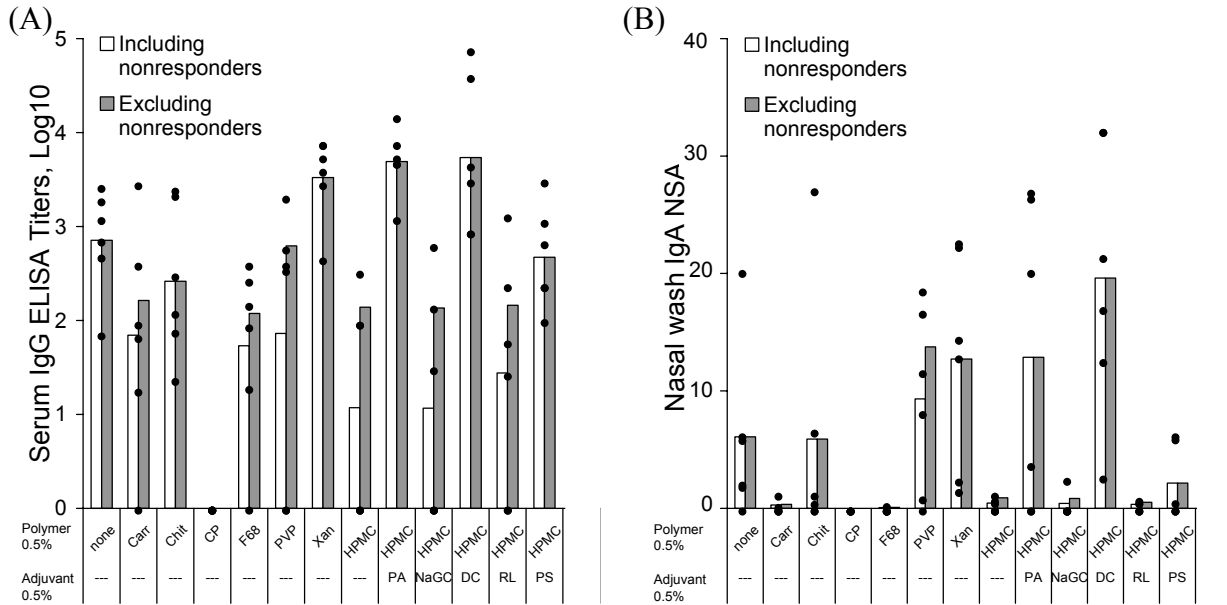 (A)
Serum IgG ELISA Titers, Log10
5
4
3
2
1
0
Including
nonresponders
Excluding
nonresponders
Polymer
0.5%
none Carr Chit CP F68 PVP Xan HPMC HPMC HPMC HPMC HPMC HPMC
Adjuvant
0.5%
--- --- --- --- --- --- --- --- PA NaGC DC RL PS
(B)
Nasal wash IgA NSA
40
30
20
10
0
Including
nonresponders
Excluding
nonresponders
Polymer
0.5%
none Carr Chit CP F68 PVP Xan HPMC HPMC HPMC HPMC HPMC HPMC
Adjuvant
0.5%
--- --- --- --- --- --- --- --- PA NaGC DC RL PS